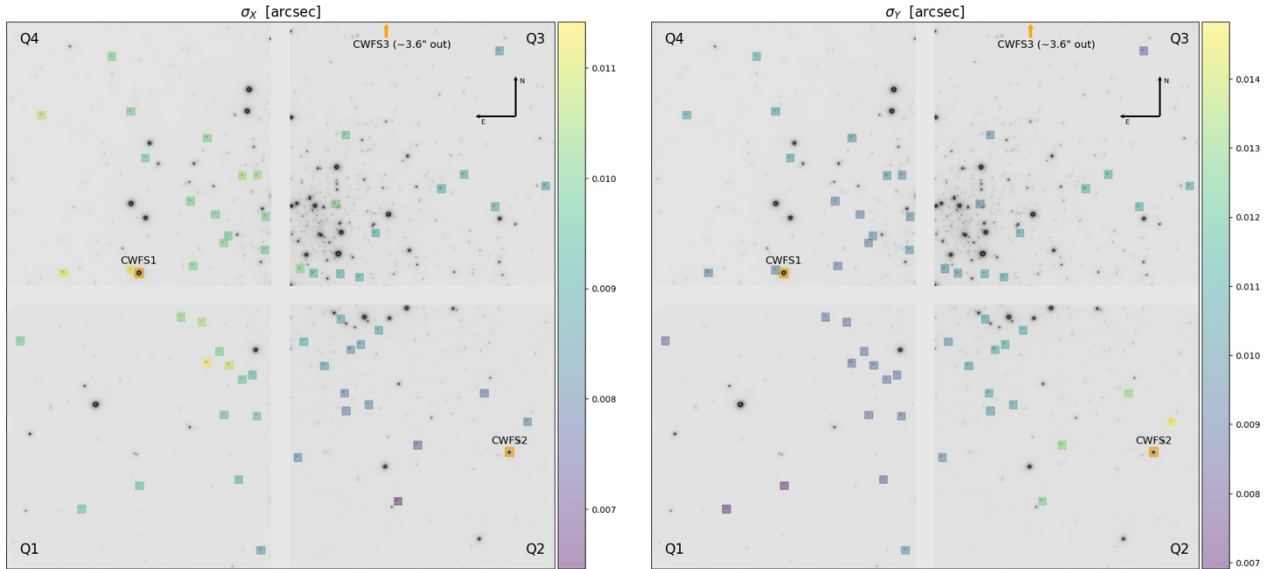 σX [arcsec]
Q4
CWFS3 (~3.6" out)
Q3
N
E
CWFS1
CWFS2
Q1
Q2
0.011
0.010
0.009
0.008
0.007
σY [arcsec]
Q4
CWFS3 (~3.6" out)
Q3
N
E
CWFS1
CWFS2
Q1
Q2
0.014
0.013
0.012
0.011
0.010
0.009
0.008
0.007